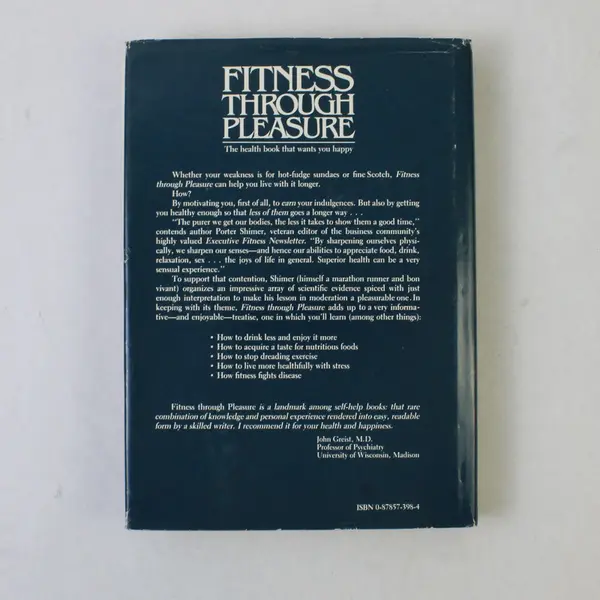 FITNESS
THROUGH
PLEASURE
The health book that wants you happy
Whether your weakness is for hot-fudge sundaes or fine Scotch, Fitness
through Pleasure can help you live with it longer.
How?
By motivating you, first of all, to earn your indulgences. But also by getting
you healthy enough so that less of them goes a longer way . . .
"The purer we get our bodies, the less it takes to show them a good time,"
contends author Porter Shimer, veteran editor of the business community's
highly valued Executive Fitness Newsletter. "By sharpening ourselves physi-
cally, we sharpen our senses—and hence our abilities to appreciate food, drink,
relaxation, sex . . . the joys of life in general. Superior health can be a very
sensual experience."
To support that contention, Shimer (himself a marathon runner and bon
vivant) organizes an impressive array of scientific evidence spiced with just
enough interpretation to make his lesson in moderation a pleasurable one. In
keeping with its theme, Fitness through Pleasure adds up to a very informa-
tive—and enjoyable—treatise, one in which you'll learn (among other things):
• How to drink less and enjoy it more
• How to acquire a taste for nutritious foods
• How to stop dreading exercise
• How to live more healthfully with stress
• How fitness fights disease
Fitness through Pleasure is a landmark among self-help books: that rare
combination of knowledge and personal experience rendered into easy, readable
form by a skilled writer. I recommend it for your health and happiness.
John Greist, M.D.
Professor of Psychiatry
University of Wisconsin, Madison
ISBN 0-87857-398-4